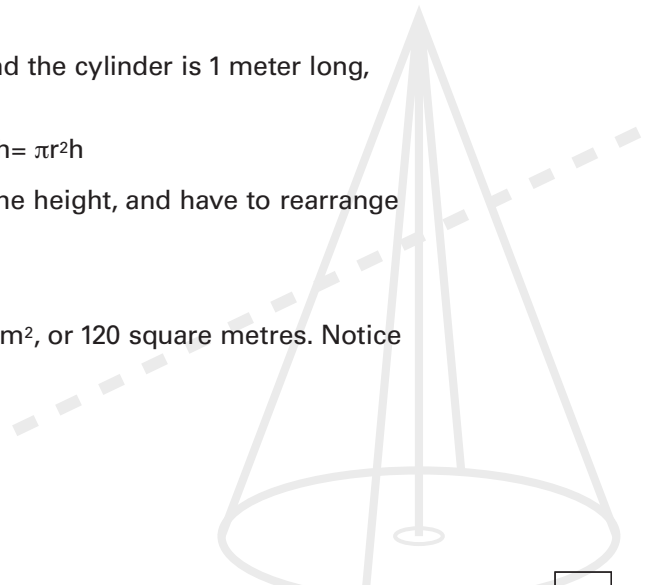 nd the cylinder is 1 meter long,
n= πr²h
ne height, and have to rearrange
m², or 120 square metres. Notice